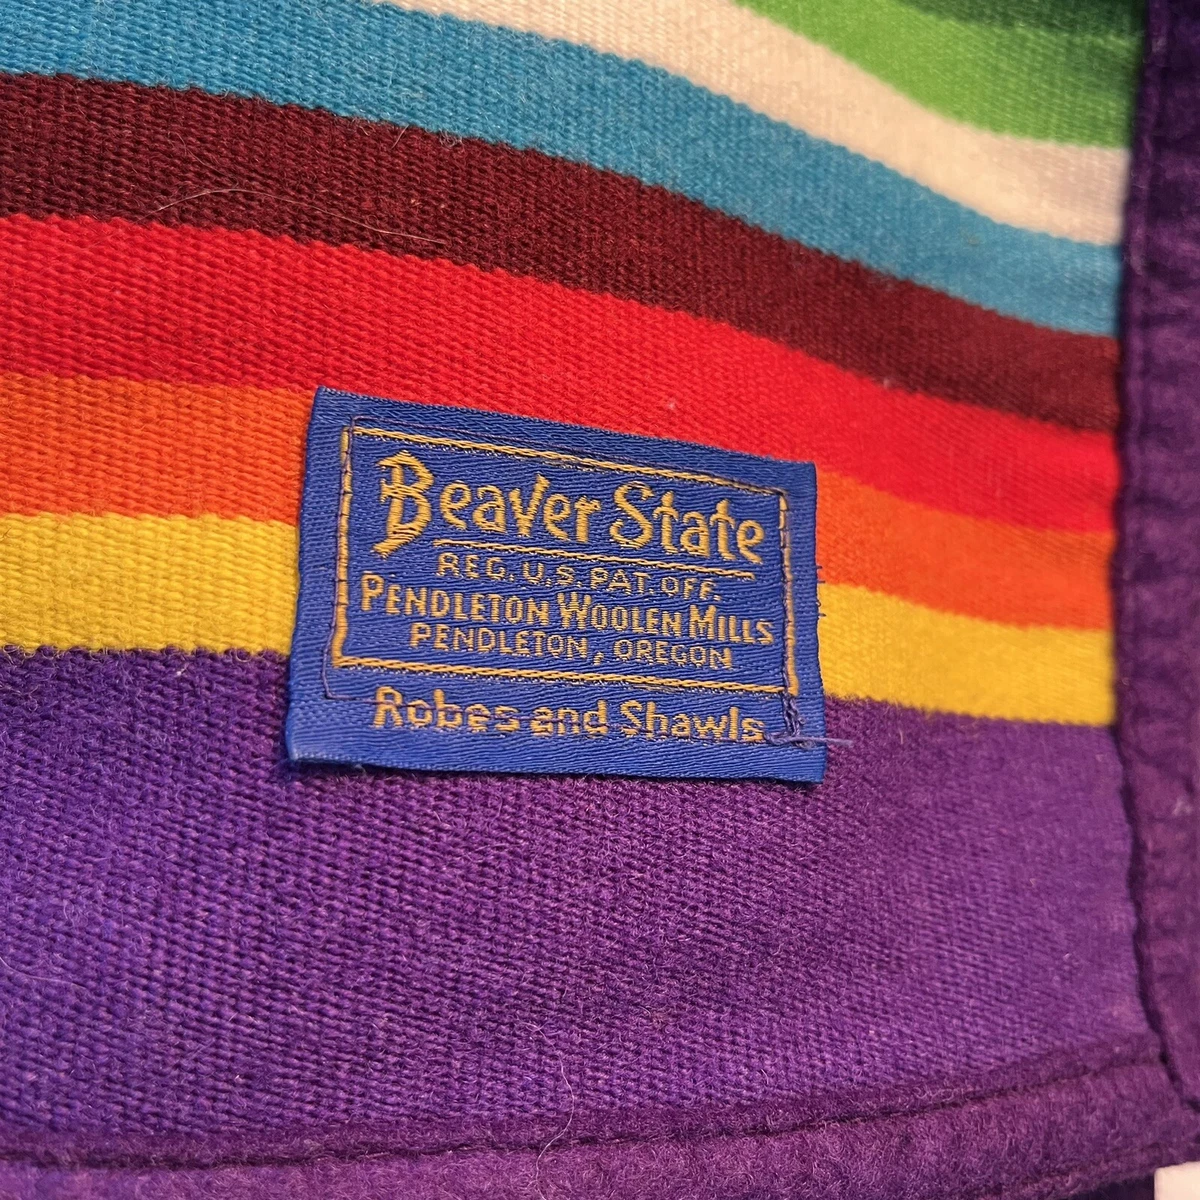 Beaver State
REG. U.S. PAT. OFF.
PENDLETON WOOLEN MILLS
PENDLETON, OREGON
Robes and Shawls